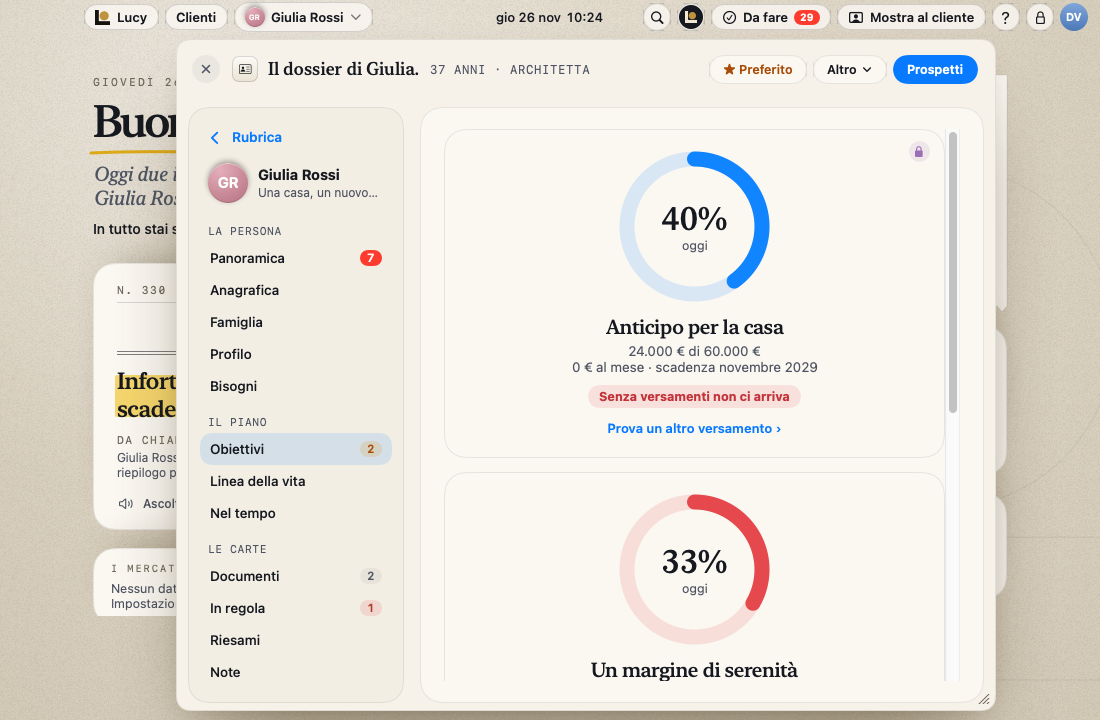 Lucy
Clienti
GR Giulia Rossi
gio 26 nov 10:24
Da fare 29
Mostra al cliente
?
DV
GIOVEDÌ 2
Buon
Oggi due i
Giulia Ros
In tutto stai s
N. 330
Infort
scade
DA CHIA
Giulia Ros
riepilogo p
Ascolt
I MERCAT
Nessun dat
Impostazio
Il dossier di Giulia.
37 ANNI · ARCHITETTA
Preferito
Altro
Prospetti
Rubrica
GR
Giulia Rossi
Una casa, un nuovo…
LA PERSONA
Panoramica 7
Anagrafica
Famiglia
Profilo
Bisogni
IL PIANO
Obiettivi 2
Linea della vita
Nel tempo
LE CARTE
Documenti 2
In regola 1
Riesami
Note
40%
oggi
Anticipo per la casa
24.000 € di 60.000 €
0 € al mese · scadenza novembre 2029
Senza versamenti non ci arriva
Prova un altro versamento ›
33%
oggi
Un margine di serenità